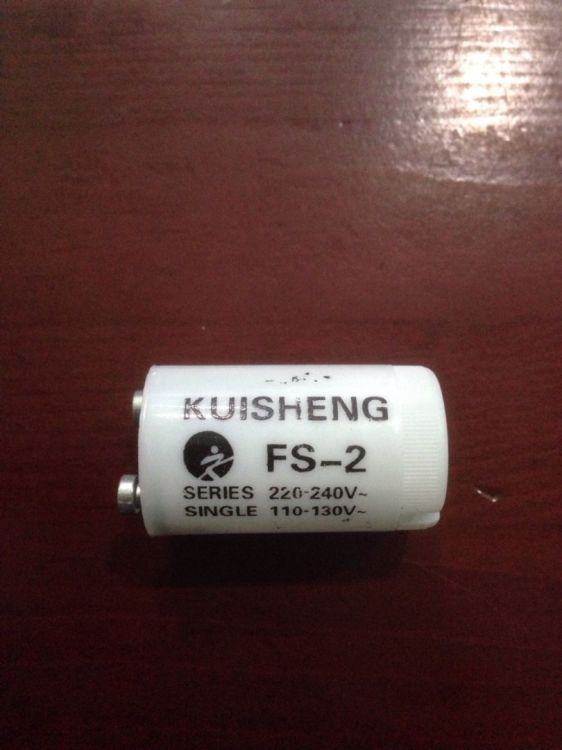 KUISHENG
FS-2
SERIES 220-240V~
SINGLE 110-130V~